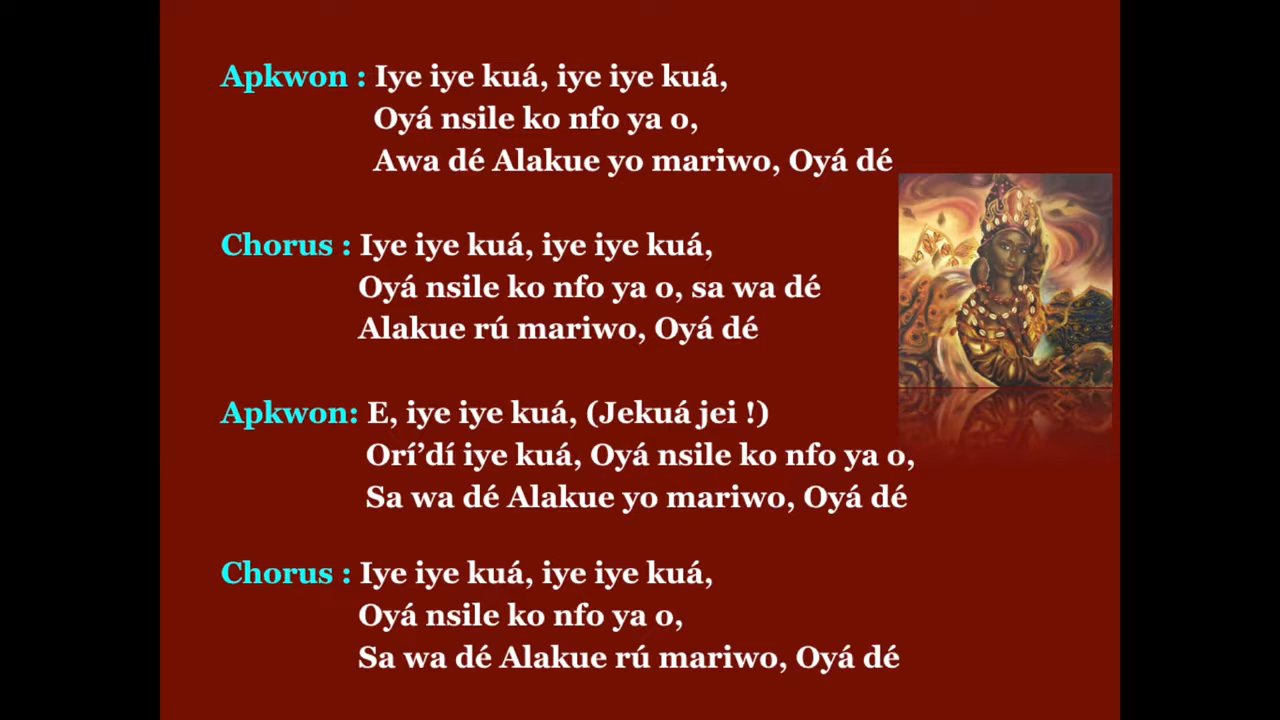 Apkwon : Iye iye kuá, iye iye kuá,
Oyá nsile ko nfo ya o,
Awa dé Alakue yo mariwo, Oyá dé
Chorus : Iye iye kuá, iye iye kuá,
Oyá nsile ko nfo ya o, sa wa dé
Alakue rú mariwo, Oyá dé
Apkwon: E, iye iye kuá, (Jekuá jei !)
Orí’dí iye kuá, Oyá nsile ko nfo ya o,
Sa wa dé Alakue yo mariwo, Oyá dé
Chorus : Iye iye kuá, iye iye kuá,
Oyá nsile ko nfo ya o,
Sa wa dé Alakue rú mariwo, Oyá dé